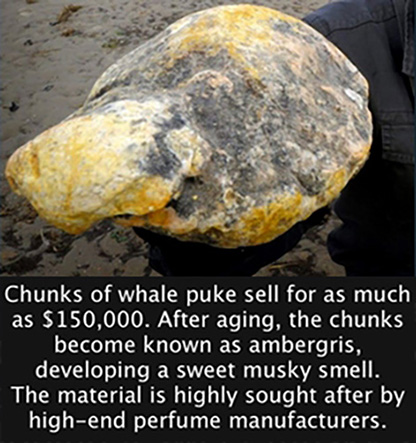 Chunks of whale puke sell for as much
as $150,000. After aging, the chunks
become known as ambergris,
developing a sweet musky smell.
The material is highly sought after by
high-end perfume manufacturers.